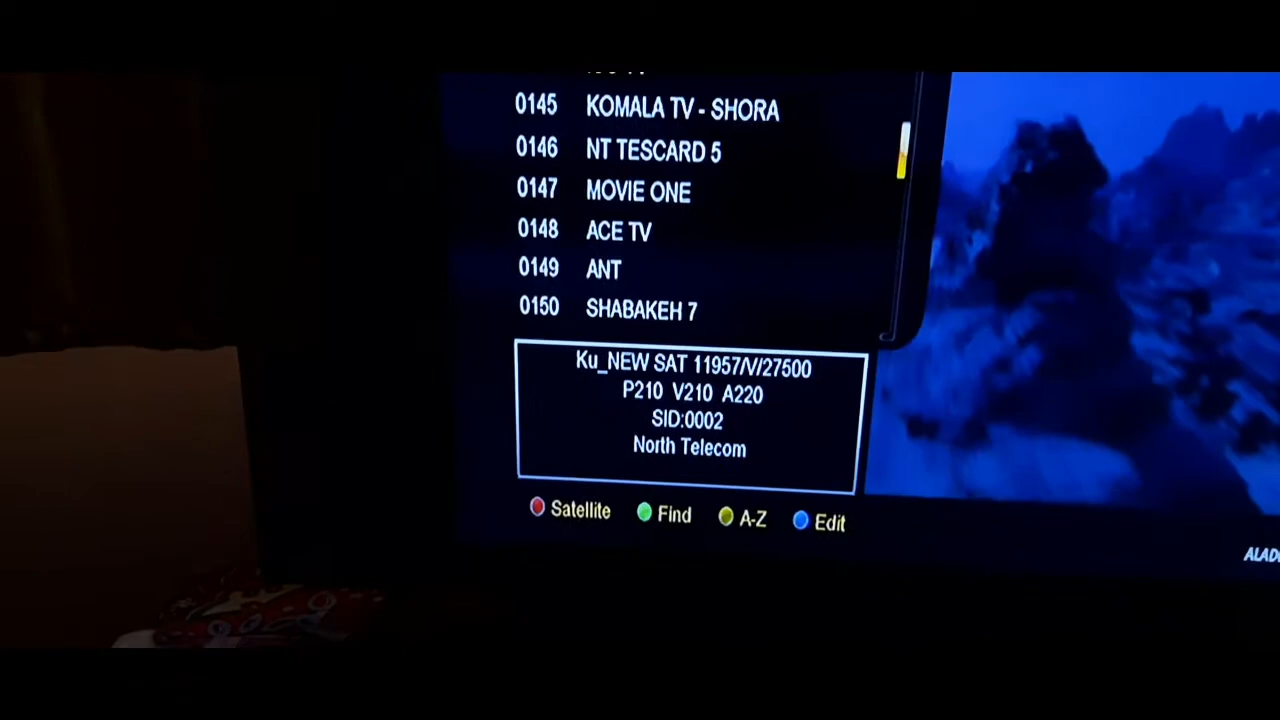 0145 KOMALA TV - SHORA
0146 NT TESCARD 5
0147 MOVIE ONE
0148 ACE TV
0149 ANT
0150 SHABAKEH 7
Ku_NEW SAT 11957/V/27500
P210 V210 A220
SID:0002
North Telecom
Satellite Find A-Z Edit